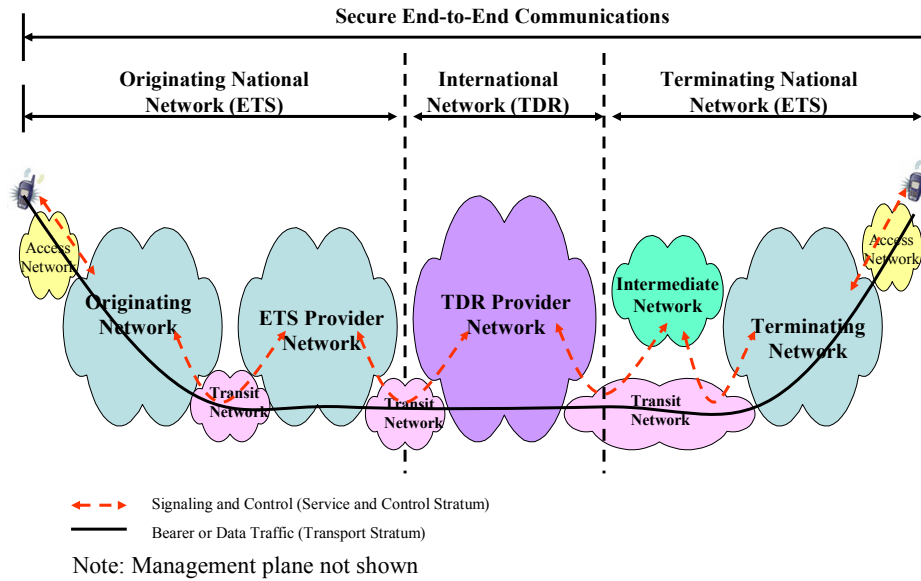 Secure End-to-End Communications
Originating National
Network (ETS)
International
Network (TDR)
Terminating National
Network (ETS)
Access
Network
Originating
Network
ETS Provider
Network
TDR Provider
Network
Intermediate
Network
Terminating
Network
Access
Network
Transit
Network
Transit
Network
Transit
Network
Signaling and Control (Service and Control Stratum)
Bearer or Data Traffic (Transport Stratum)
Note: Management plane not shown